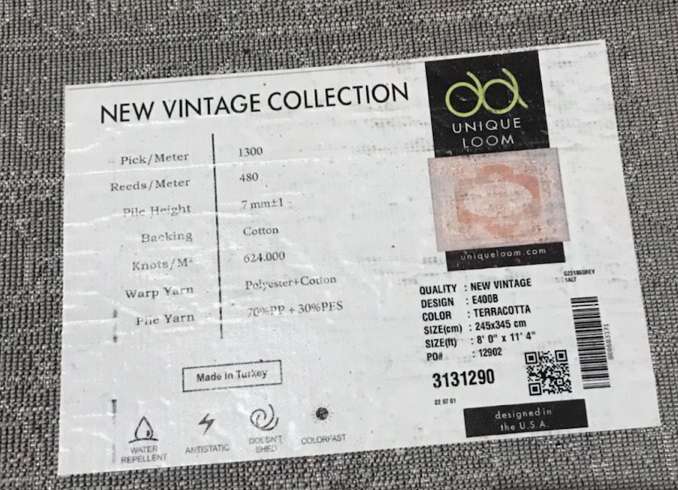 NEW VINTAGE COLLECTION
UNIQUE
LOOM
uniqueloom.com
Pick/Meter 1300
Reeds/Meter 480
Pile Height 7 mm±1
Backing Cotton
Knots/M² 624.000
Warp Yarn Polyester+Cotton
Pile Yarn 70%PP + 30%PES
Made in Turkey
WATER
REPELLENT
ANTISTATIC
DOESN'T
SHED
COLORFAST
QUALITY : NEW VINTAGE
DESIGN : E400B
COLOR : TERRACOTTA
SIZE(cm) : 245x345 cm
SIZE(ft) : 8' 0" x 11' 4"
PO# : 12902
3131290
designed in
the U.S.A.